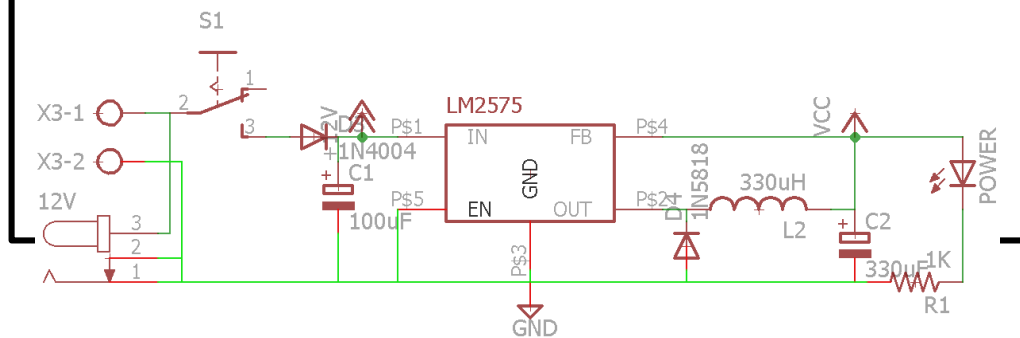 S1
1
2
3
X3-1
X3-2
12V
3
2
1
+12V
D3
1N4004
C1
+
100uF
LM2575
P$1
IN
FB
P$4
GND
P$5
EN
OUT
P$2
P$3
GND
D4
1N5818
330uH
L2
VCC
C2
+
330uF
1K
R1
POWER